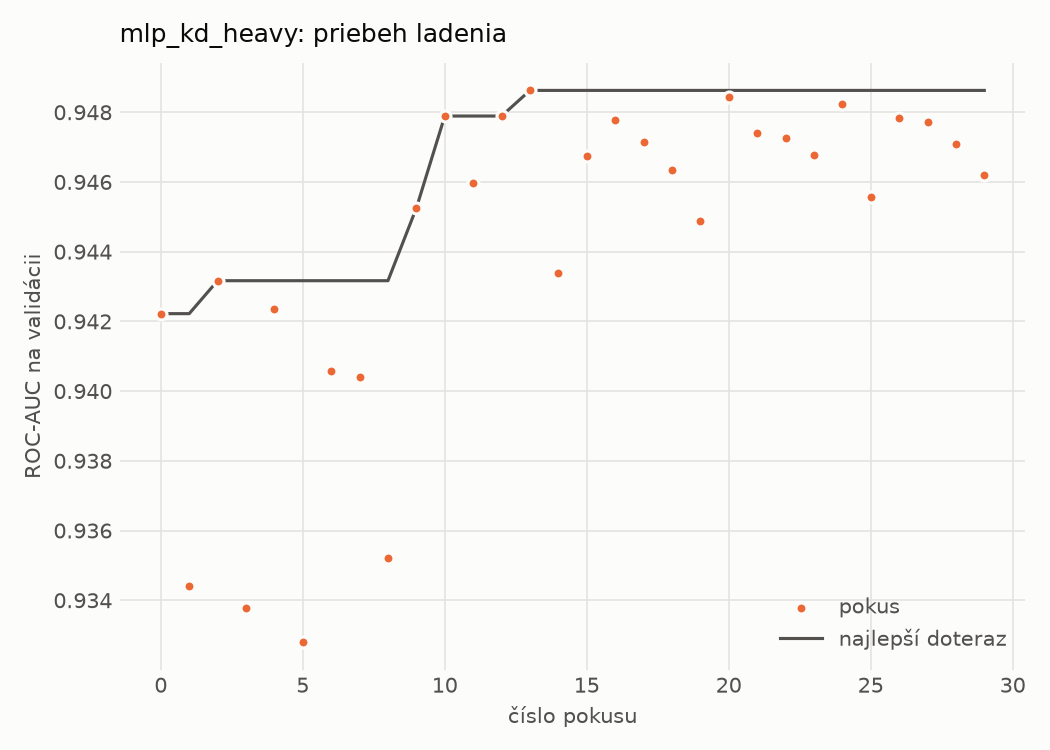 mlp_kd_heavy: priebeh ladenia
ROC-AUC na validácii
0.948
0.946
0.944
0.942
0.940
0.938
0.936
0.934
pokus
najlepší doteraz
0 5 10 15 20 25 30
číslo pokusu